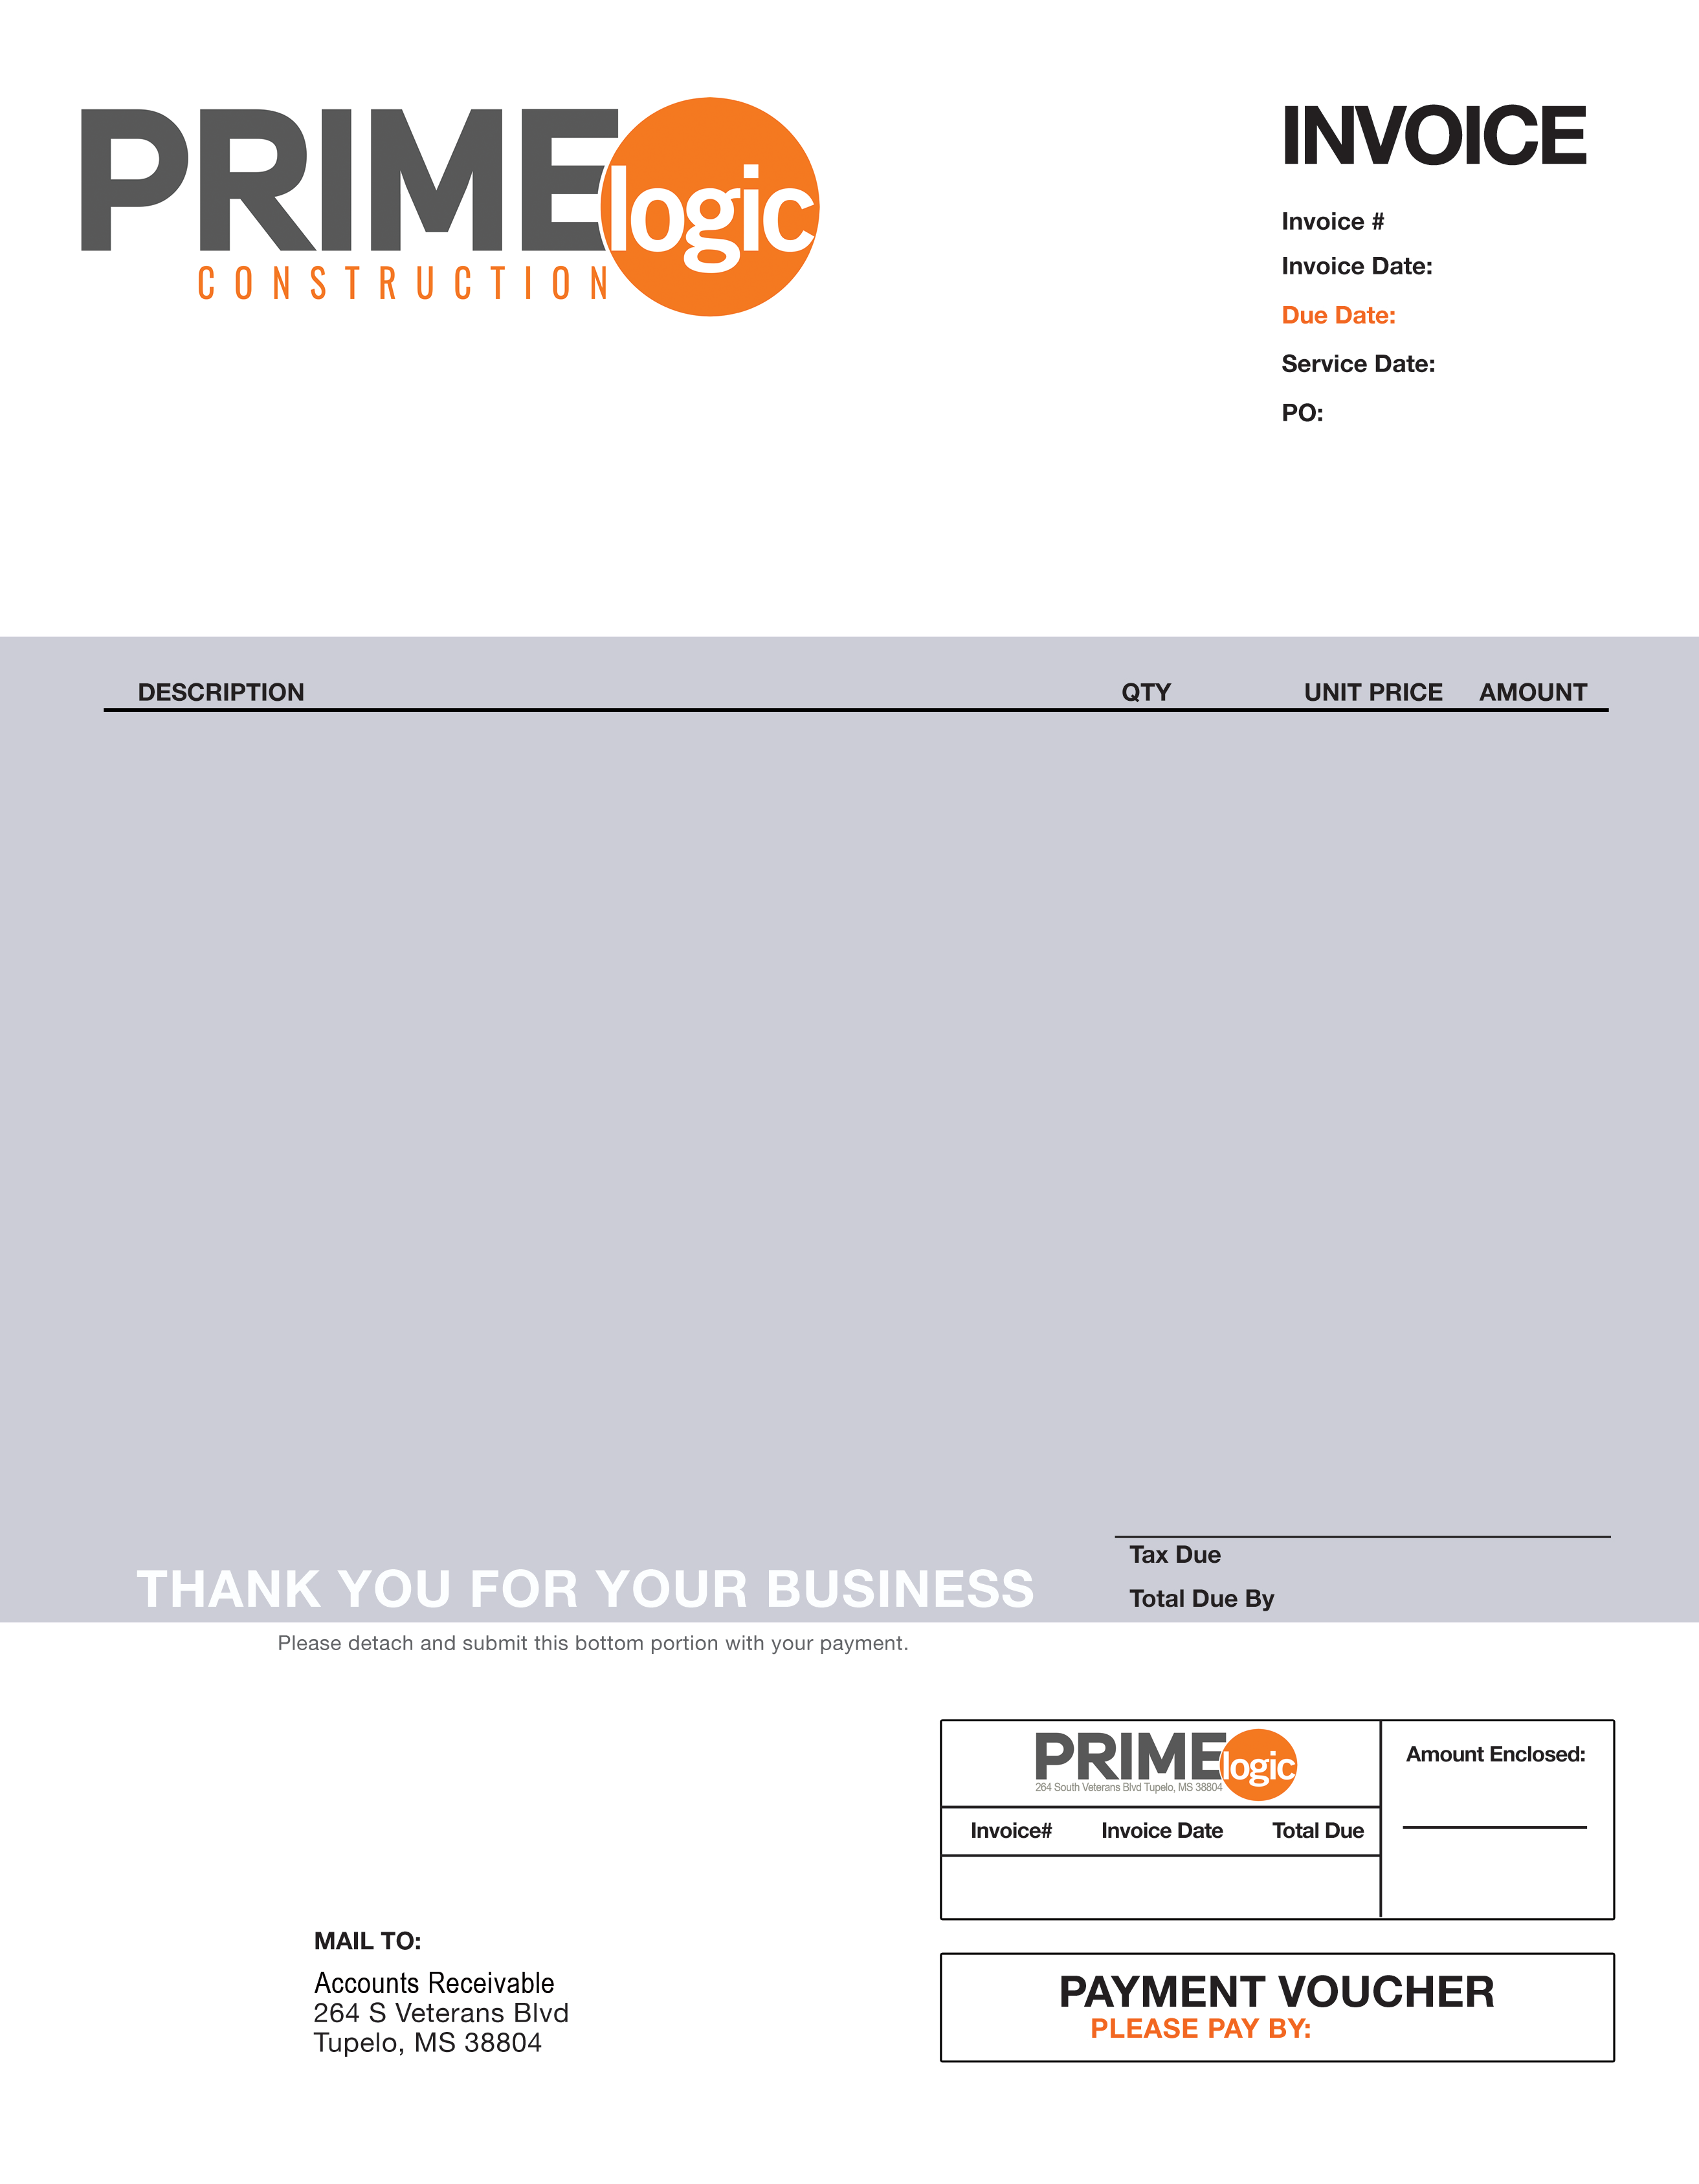 PRIME logic
CONSTRUCTION
INVOICE
Invoice #
Invoice Date:
Due Date:
Service Date:
PO:
DESCRIPTION QTY UNIT PRICE AMOUNT
Tax Due
THANK YOU FOR YOUR BUSINESS
Total Due By
Please detach and submit this bottom portion with your payment.
PRIME logic
264 South Veterans Blvd Tupelo, MS 38804
Amount Enclosed:
Invoice# Invoice Date Total Due
MAIL TO:
Accounts Receivable
264 S Veterans Blvd
Tupelo, MS 38804
PAYMENT VOUCHER
PLEASE PAY BY: